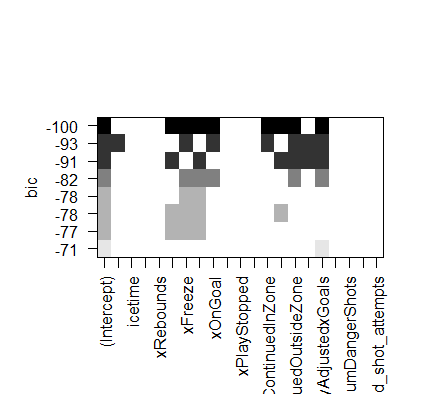 bic
-100
-93
-91
-82
-78
-78
-77
-71
(Intercept)
icetime
xRebounds
xFreeze
xOnGoal
xPlayStopped
ContinuedInZone
uedOutsideZone
yAdjustedxGoals
umDangerShots
d_shot_attempts